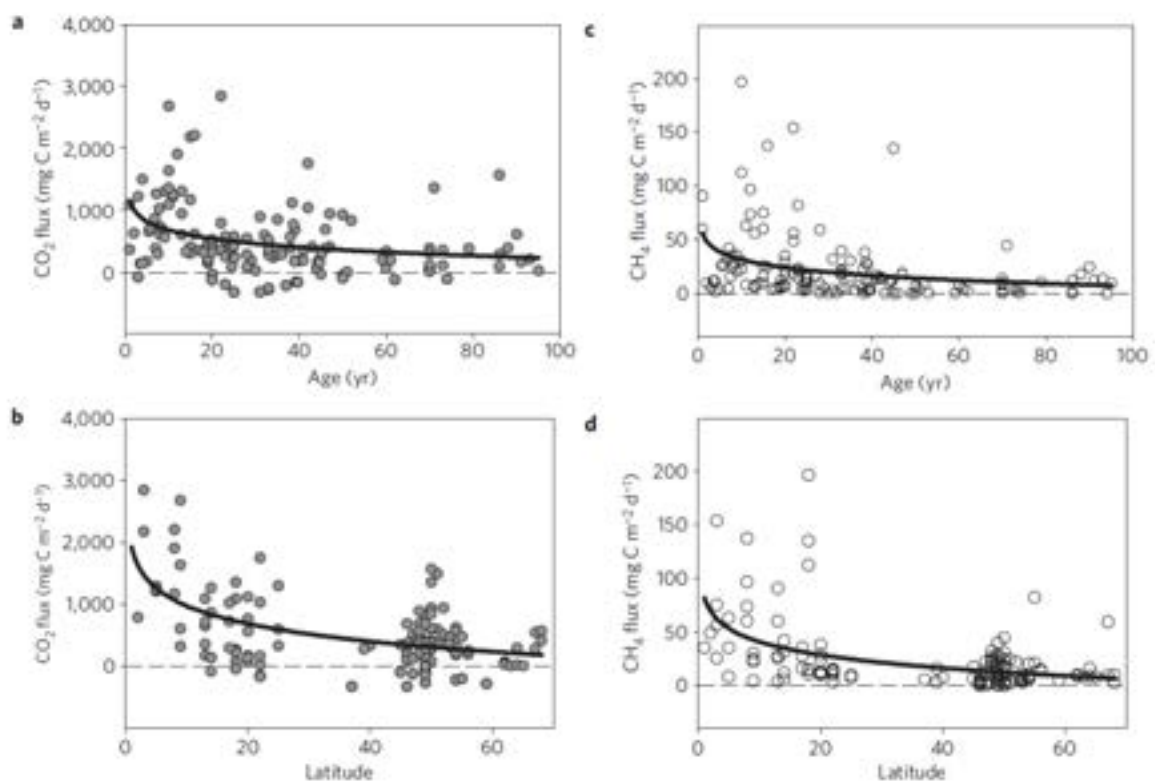 a
4,000
3,000
2,000
1,000
0
CO₂ flux (mg C m⁻² d⁻¹)
0 20 40 60 80 100
Age (yr)
c
200
150
100
50
0
CH₄ flux (mg C m⁻² d⁻¹)
0 20 40 60 80 100
Age (yr)
b
4,000
3,000
2,000
1,000
0
CO₂ flux (mg C m⁻² d⁻¹)
0 20 40 60
Latitude
d
200
150
100
50
0
CH₄ flux (mg C m⁻² d⁻¹)
0 20 40 60
Latitude